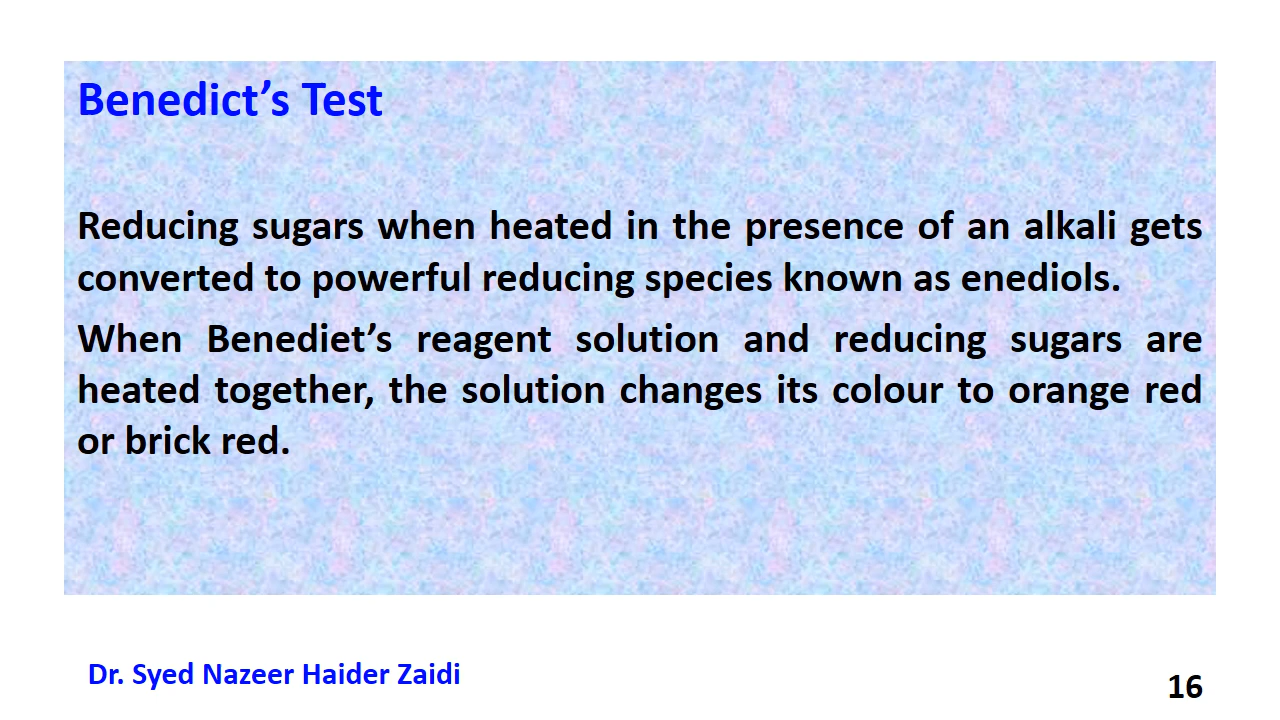 Benedict’s Test
Reducing sugars when heated in the presence of an alkali gets
converted to powerful reducing species known as enediols.
When Benediet’s reagent solution and reducing sugars are
heated together, the solution changes its colour to orange red
or brick red.
Dr. Syed Nazeer Haider Zaidi
16